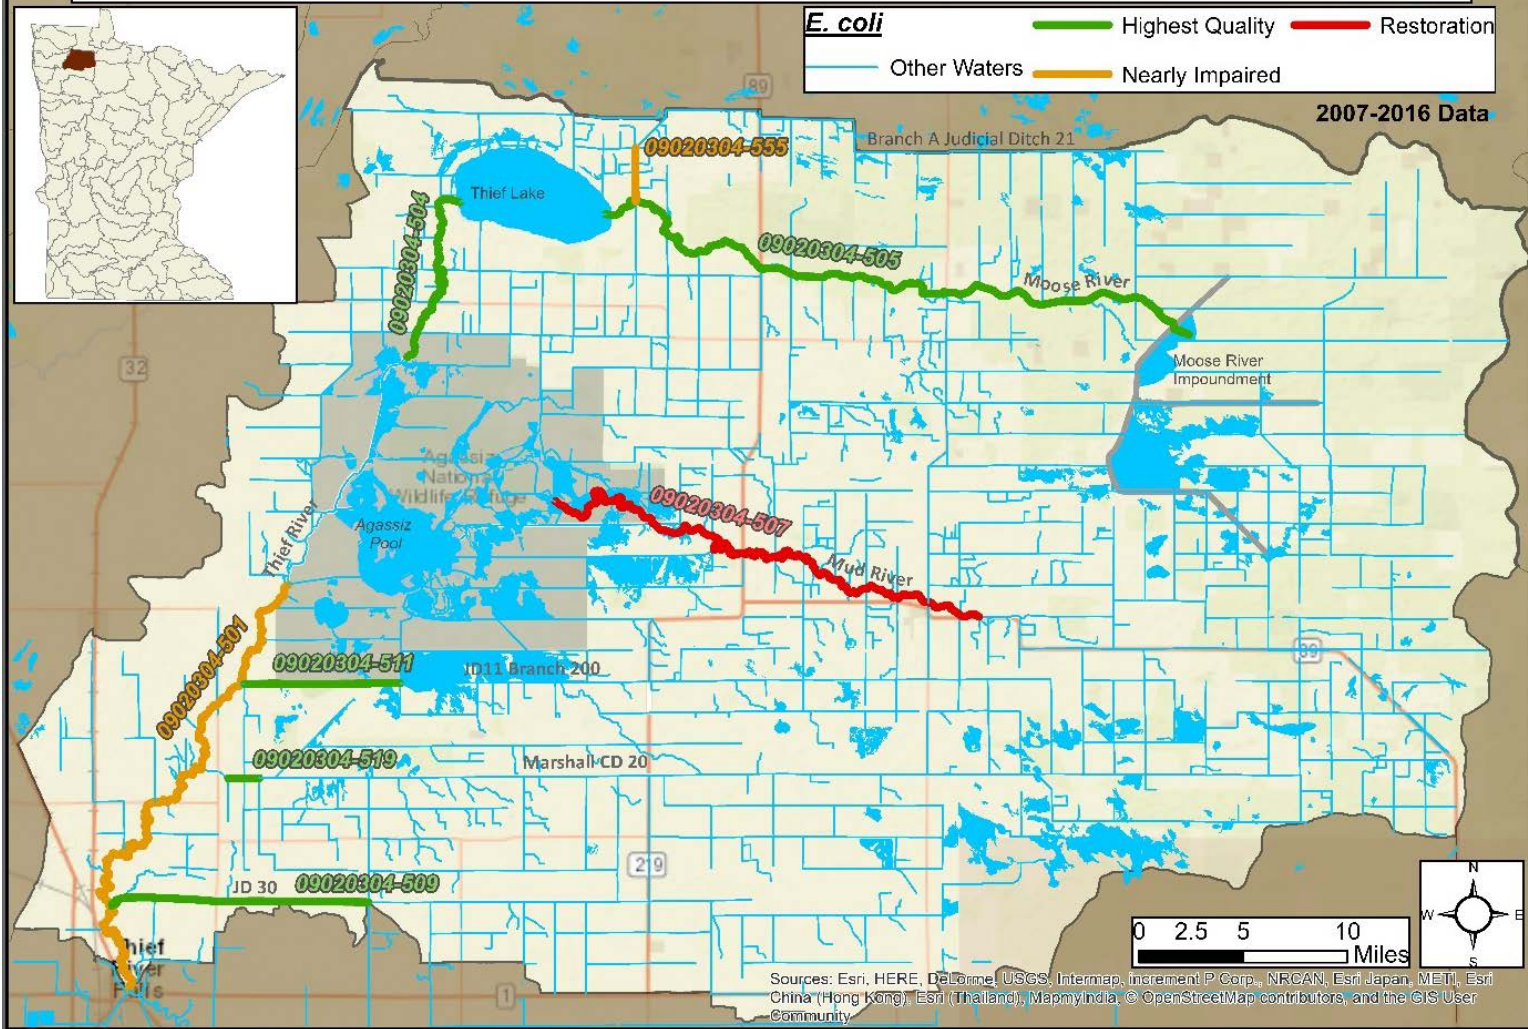 E. coli
Highest Quality
Restoration
Other Waters
Nearly Impaired
2007-2016 Data
89
Branch A Judicial Ditch 21
09020304-555
Thief Lake
09020304-504
09020304-505
Moose River
32
Moose River
Impoundment
Agassiz
National
Wildlife Refuge
09020304-507
Agassiz
Pool
Thief River
Mud River
09020304-501
89
09020304-511
JD11 Branch 200
09020304-519
Marshall CD 20
219
JD 30
09020304-509
Thief
River
Falls
1
N
W
E
S
0 2.5 5 10
Miles
Sources: Esri, HERE, DeLorme, USGS, Intermap, increment P Corp., NRCAN, Esri Japan, METI, Esri
China (Hong Kong), Esri (Thailand), MapmyIndia, © OpenStreetMap contributors, and the GIS User
Community